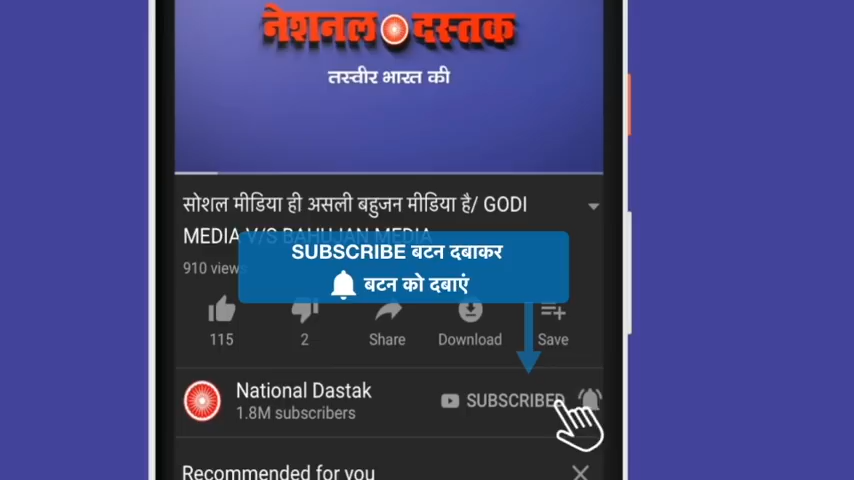 नेशनल दस्तक
तस्वीर भारत की
सोशल मीडिया ही असली बहुजन मीडिया है/ GODI
MEDIA V/S BAHUJAN MEDIA
910 views
SUBSCRIBE बटन दबाकर
बटन को दबाएं
115
2
Share
Download
Save
National Dastak
1.8M subscribers
SUBSCRIBED
Recommended for you